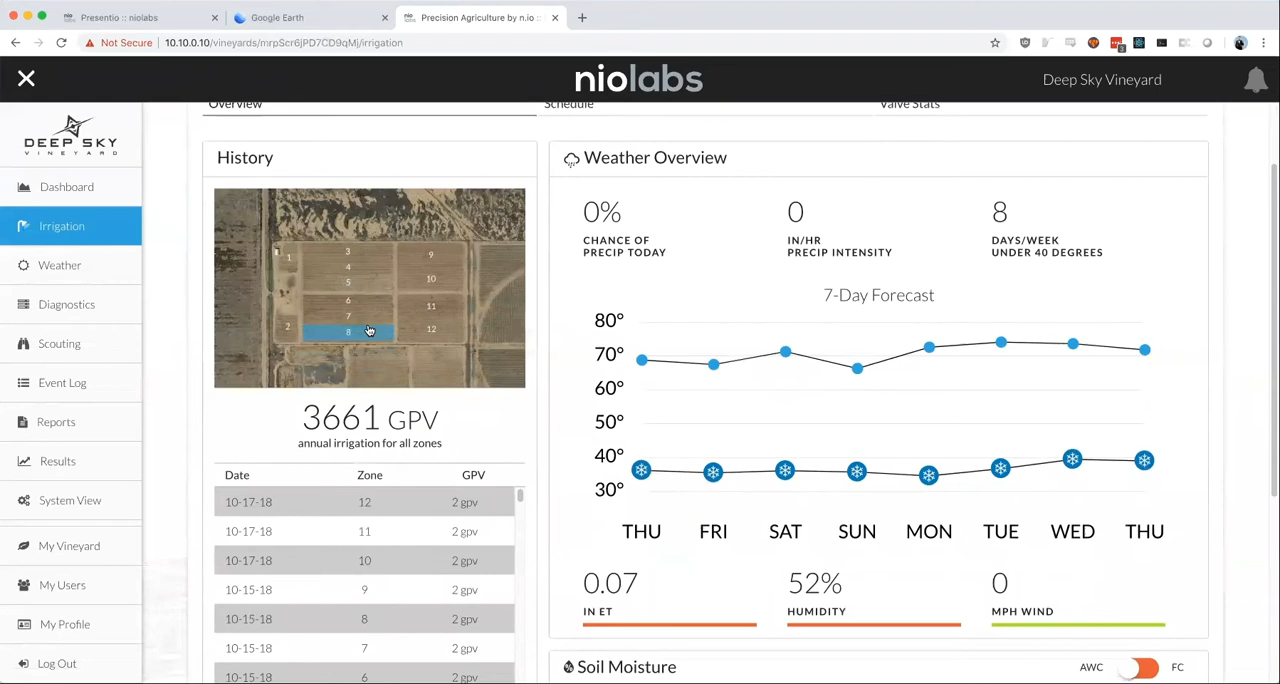 Presentio :: niolabs
Google Earth
Precision Agriculture by n.io ::
Not Secure
10.10.0.10/vineyards/mrpScr6jPD7CD9qMj/irrigation
niolabs
Deep Sky Vineyard
DEEP SKY
VINEYARD
Dashboard
Irrigation
Weather
Diagnostics
Scouting
Event Log
Reports
Results
System View
My Vineyard
My Users
My Profile
Log Out
Overview
Schedule
Valve Stats
History
1
2
3
4
5
6
7
8
9
10
11
12
3661 GPV
annual irrigation for all zones
Date Zone GPV
10-17-18 12 2 gpv
10-17-18 11 2 gpv
10-17-18 10 2 gpv
10-15-18 9 2 gpv
10-15-18 8 2 gpv
10-15-18 7 2 gpv
10-15-18 6 2 gpv
Weather Overview
0%
CHANCE OF
PRECIP TODAY
0
IN/HR
PRECIP INTENSITY
8
DAYS/WEEK
UNDER 40 DEGREES
7-Day Forecast
80°
70°
60°
50°
40°
30°
THU FRI SAT SUN MON TUE WED THU
0.07
IN ET
52%
HUMIDITY
0
MPH WIND
Soil Moisture
AWC
FC